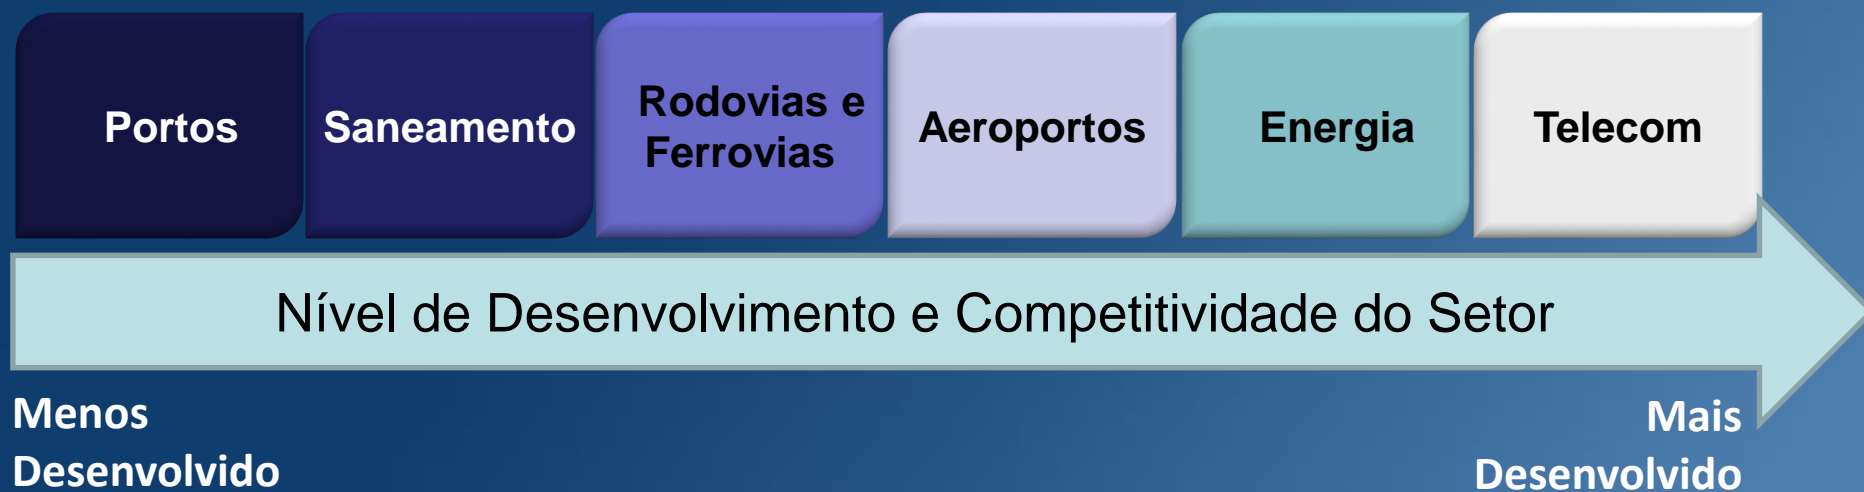 Portos
Saneamento
Rodovias e
Ferrovias
Aeroportos
Energia
Telecom
Nível de Desenvolvimento e Competitividade do Setor
Menos
Desenvolvido
Mais
Desenvolvido